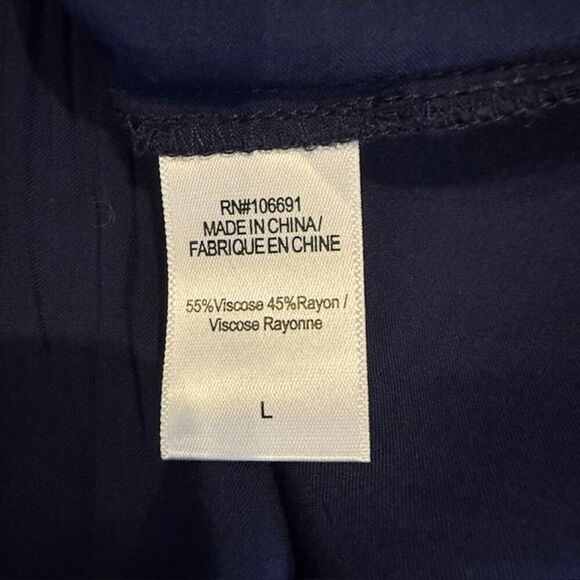 RN#106691
MADE IN CHINA/
FABRIQUE EN CHINE
55%Viscose 45%Rayon /
Viscose Rayonne
L